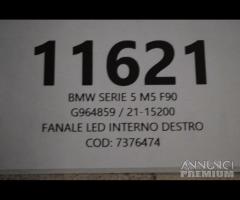 11621
BMW SERIE 5 M5 F90
G964859 / 21-15200
FANALE LED INTERNO DESTRO
COD: 7376474
ANNUNCI
PREMIUM